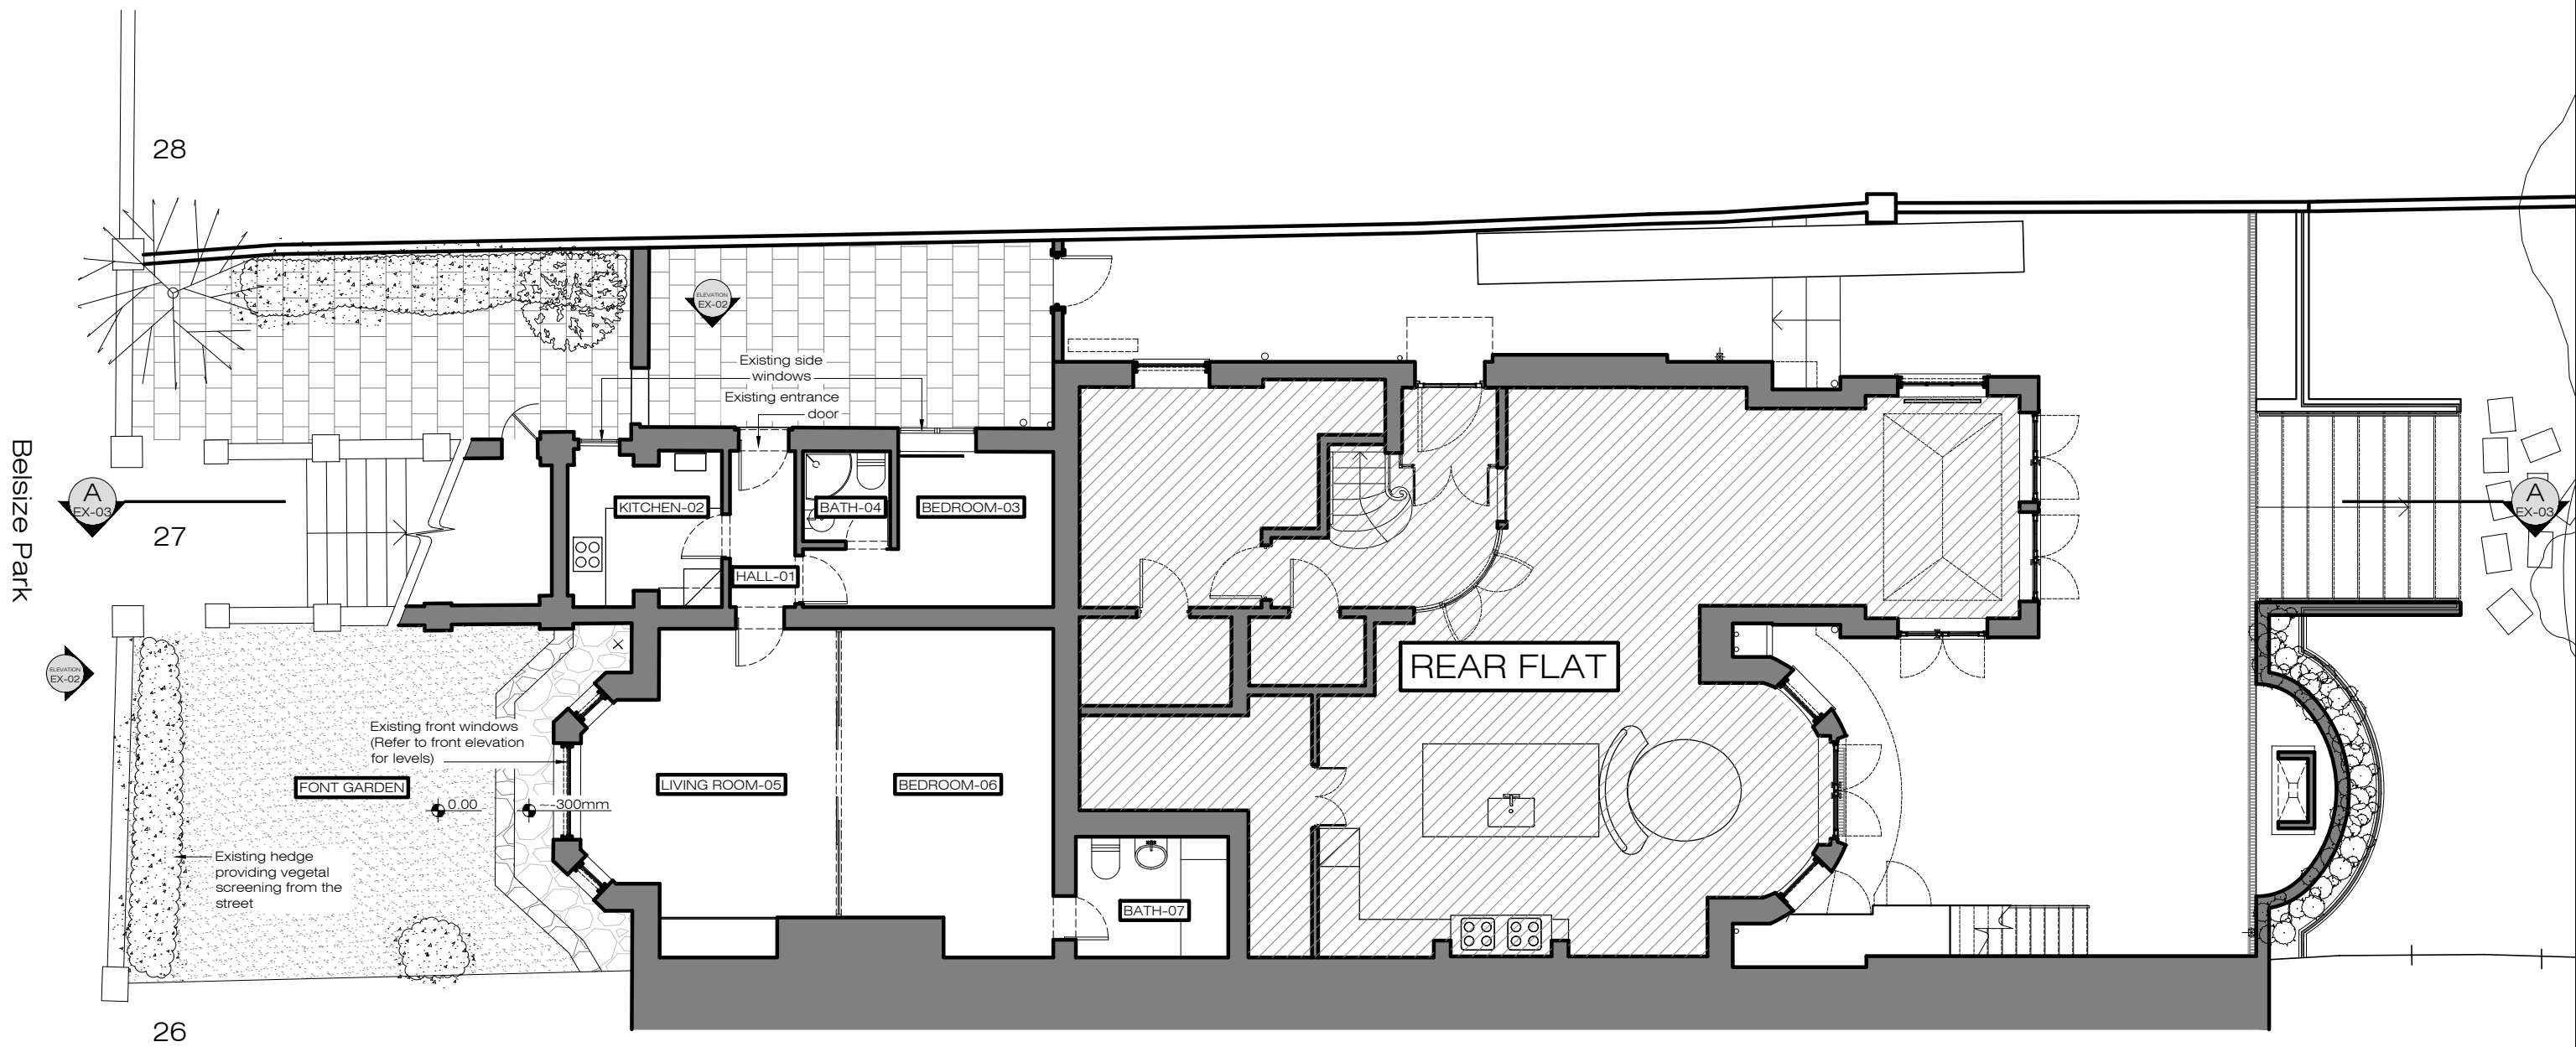 28
ELEVATION
EX-02
Existing side
windows
Existing entrance
door
Belsize Park
A
EX-03
27
KITCHEN-02
BATH-04
BEDROOM-03
HALL-01
A
EX-03
ELEVATION
EX-02
REAR FLAT
Existing front windows
(Refer to front elevation
for levels)
FONT GARDEN
LIVING ROOM-05
BEDROOM-06
0.00
~-300mm
Existing hedge
providing vegetal
screening from the
street
BATH-07
26